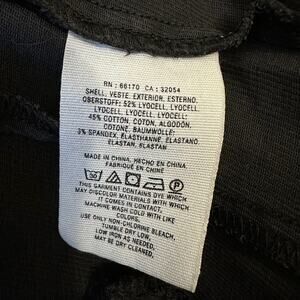 RN : 66170 CA : 32054
SHELL, VESTE, EXTERIOR, ESTERNO,
OBERSTOFF: 52% LYOCELL, LYOCELL,
LYOCELL, LYOCELL, LYOCELL:
45% COTTON, COTON, ALGODÓN,
COTONE, BAUMWOLLE:
3% SPANDEX, ÉLASTHANNE, ELASTANO,
ELASTAN, ELASTAN
MADE IN CHINA, HECHO EN CHINA,
FABRIQUÉ EN CHINE
30
P
THIS GARMENT CONTAINS DYE WHICH
MAY DISCOLOR MATERIALS WITH WHICH
IT COMES IN CONTACT.
MACHINE WASH COLD WITH LIKE
COLORS.
USE ONLY NON-CHLORINE BLEACH.
TUMBLE DRY LOW.
LOW IRON AS NEEDED.
MAY BE DRY CLEANED.